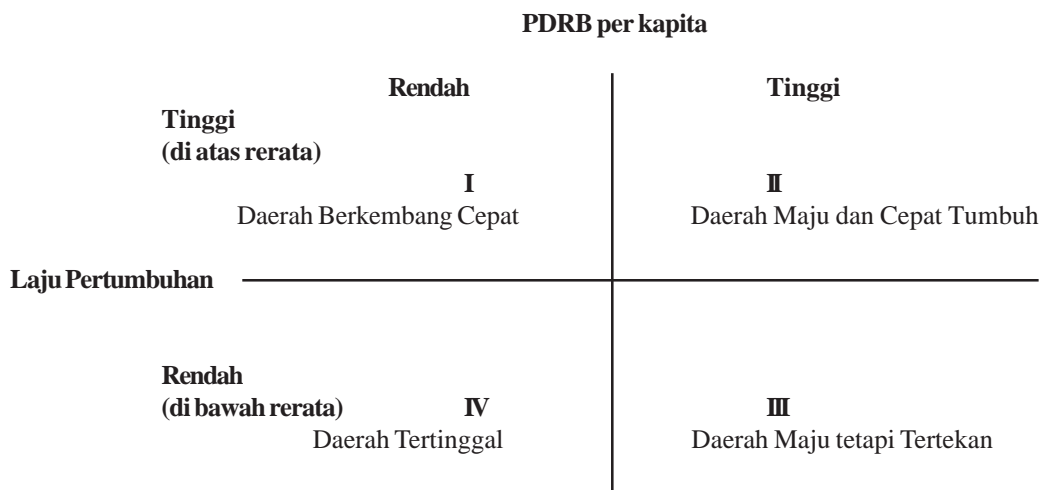 PDRB per kapita
Rendah Tinggi
Tinggi
(di atas rerata)
I II
Daerah Berkembang Cepat Daerah Maju dan Cepat Tumbuh
Laju Pertumbuhan
Rendah
(di bawah rerata) IV III
Daerah Tertinggal Daerah Maju tetapi Tertekan